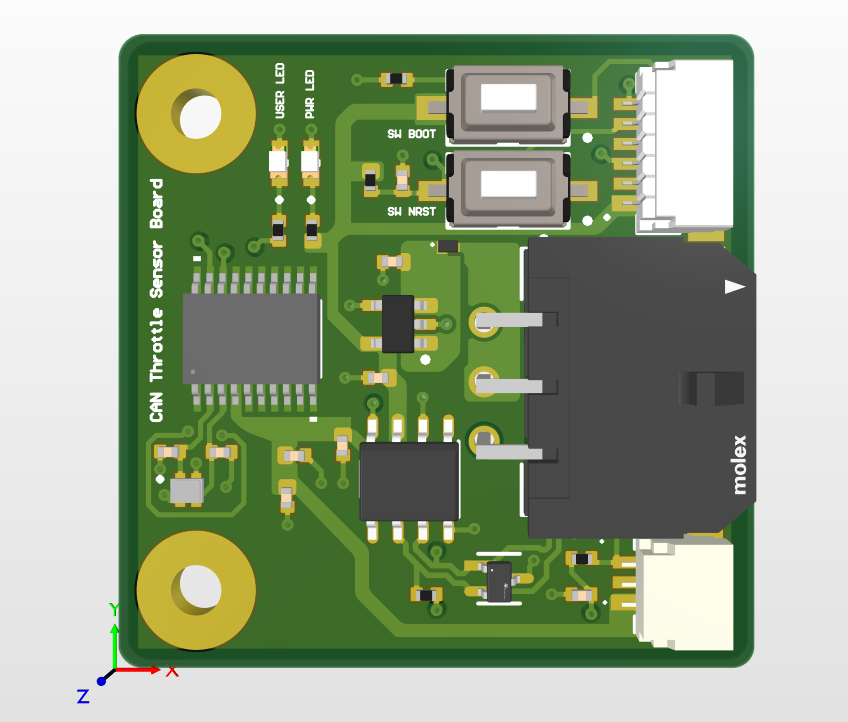 USER LED
PWR LED
SW BOOT
SW NRST
CAN Throttle Sensor Board
molex
Y
X
Z